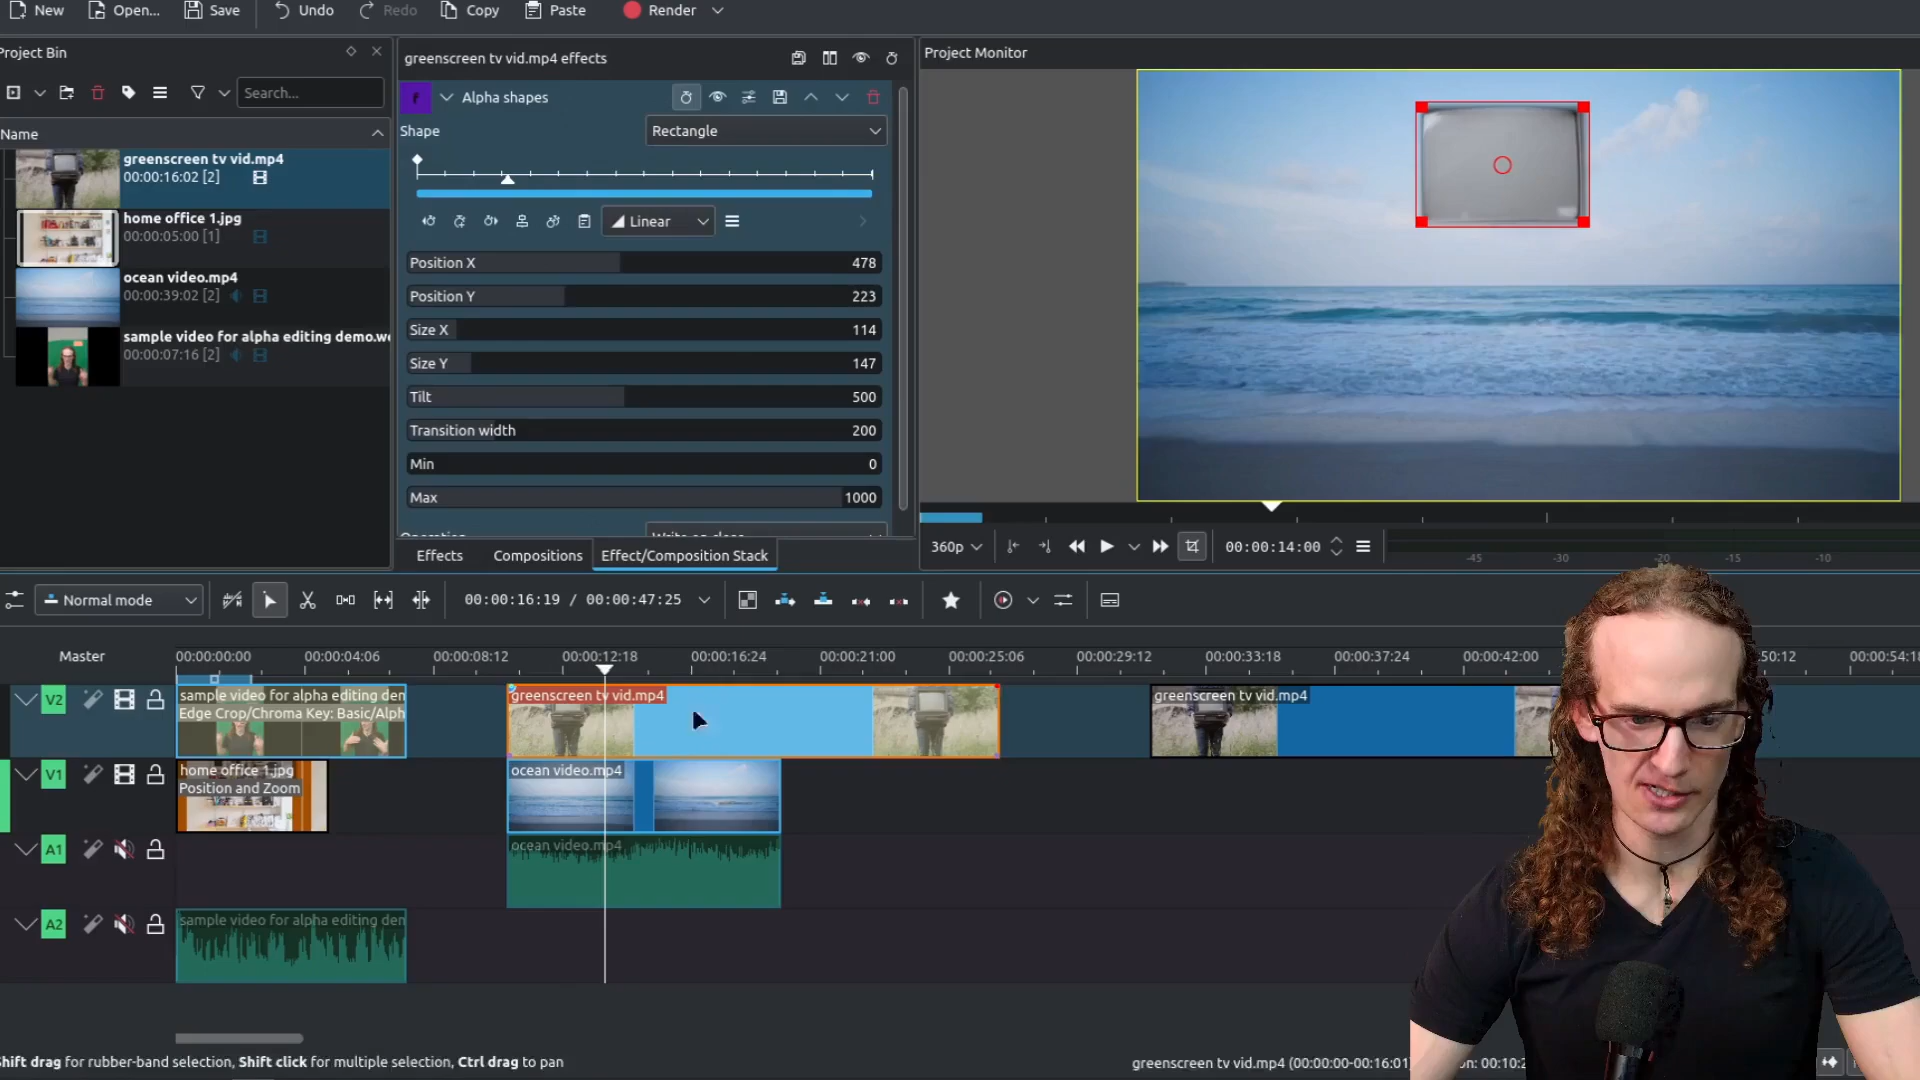 New Open... Save Undo Redo Copy Paste Render
Project Bin
Search...
Name
greenscreen tv vid.mp4
00:00:16:02 [2]
home office 1.jpg
00:00:05:00 [1]
ocean video.mp4
00:00:39:02 [2]
sample video for alpha editing demo.we
00:00:07:16 [2]
greenscreen tv vid.mp4 effects
f Alpha shapes
Shape Rectangle
Linear
Position X 478
Position Y 223
Size X 114
Size Y 147
Tilt 500
Transition width 200
Min 0
Max 1000
Operation Write on clear
Effects Compositions Effect/Composition Stack
Project Monitor
360p 00:00:14:00
-45 -30 -20 -15 -10
Normal mode 00:00:16:19 / 00:00:47:25
Master 00:00:00:00 00:00:04:06 00:00:08:12 00:00:12:18 00:00:16:24 00:00:21:00 00:00:25:06 00:00:29:12 00:00:33:18 00:00:37:24 00:00:42:00 50:12 00:00:54:18
V2 sample video for alpha editing den greenscreen tv vid.mp4 greenscreen tv vid.mp4
Edge Crop/Chroma Key: Basic/Alph
V1 home office 1.jpg ocean video.mp4
Position and Zoom
A1 ocean video.mp4
A2 sample video for alpha editing den
Shift drag for rubber-band selection, Shift click for multiple selection, Ctrl drag to pan
greenscreen tv vid.mp4 (00:00:00-00:16:01) on: 00:10:2